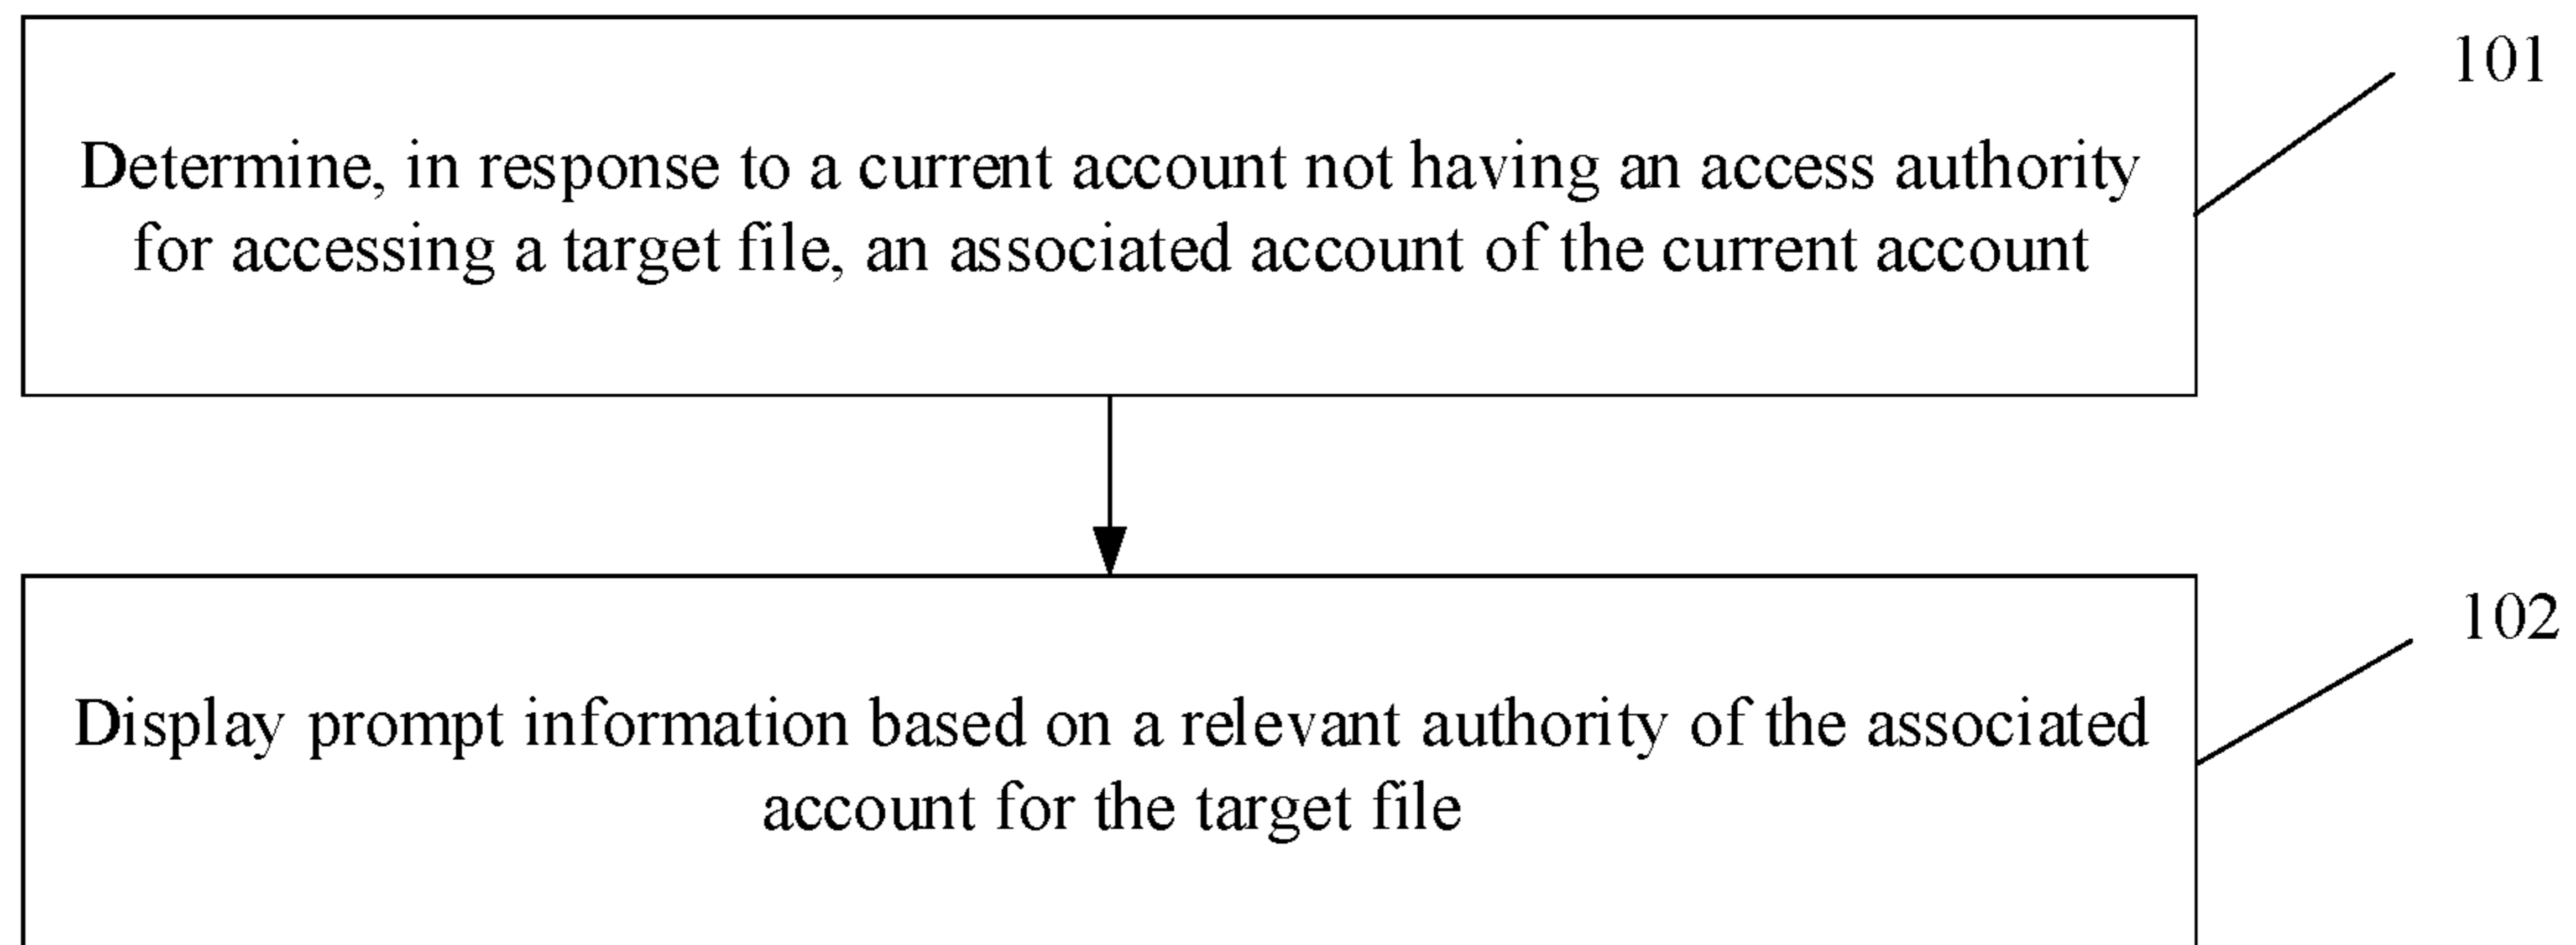 101
Determine, in response to a current account not having an access authority
for accessing a target file, an associated account of the current account
102
Display prompt information based on a relevant authority of the associated
account for the target file